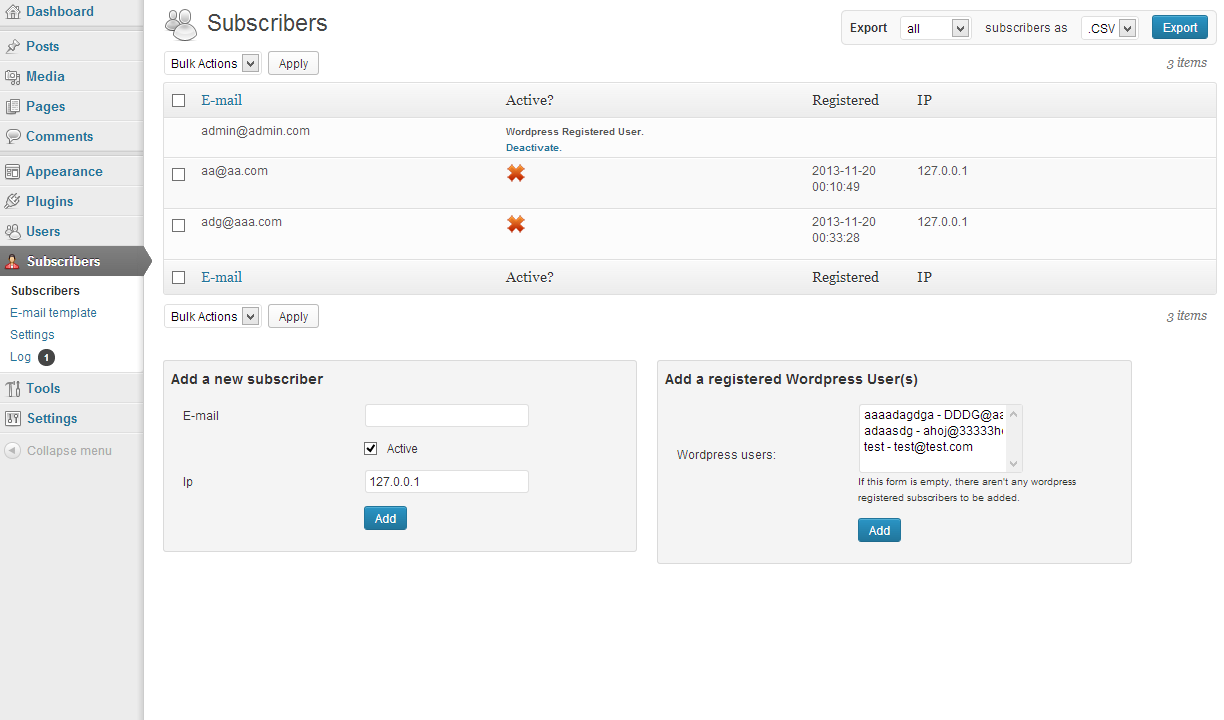 Dashboard
Posts
Media
Pages
Comments
Appearance
Plugins
Users
Subscribers
Subscribers
E-mail template
Settings
Log 1
Tools
Settings
Collapse menu
Subscribers
Export all subscribers as .CSV Export
Bulk Actions Apply
3 items
E-mail Active? Registered IP
admin@admin.com Wordpress Registered User.
Deactivate.
aa@aa.com 2013-11-20 127.0.0.1
00:10:49
adg@aaa.com 2013-11-20 127.0.0.1
00:33:28
E-mail Active? Registered IP
Bulk Actions Apply
3 items
Add a new subscriber
E-mail
Active
Ip 127.0.0.1
Add
Add a registered Wordpress User(s)
Wordpress users:
aaaadagdga - DDDG@aa
adaasdg - ahoj@33333h
test - test@test.com
If this form is empty, there aren't any wordpress
registered subscribers to be added.
Add